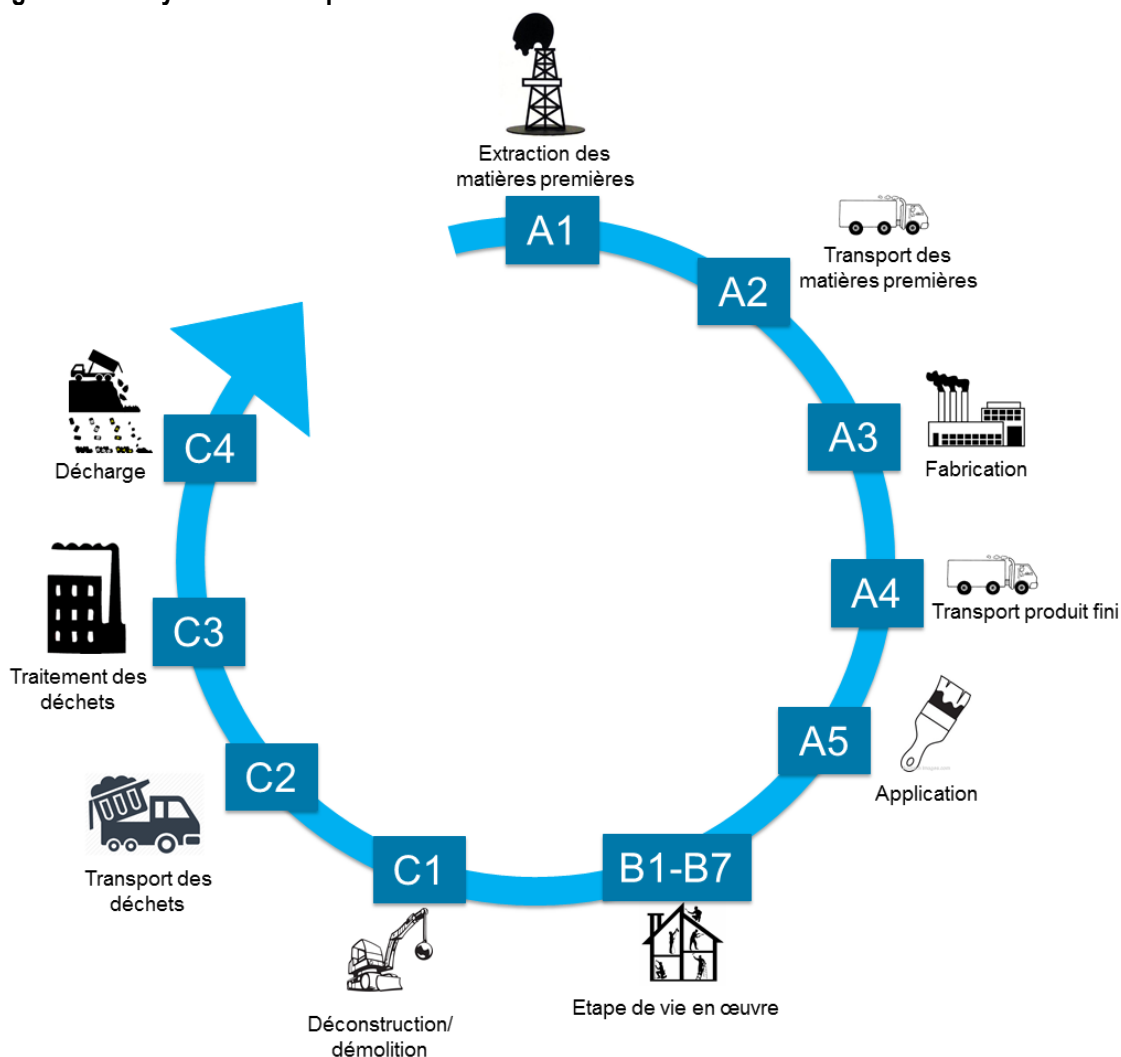 Extraction des
matières premières
A1
Transport des
matières premières
A2
A3
Fabrication
A4
Transport produit fini
A5
Application
B1-B7
Etape de vie en œuvre
C1
Déconstruction/
démolition
C2
Transport des
déchets
C3
Traitement des
déchets
C4
Décharge